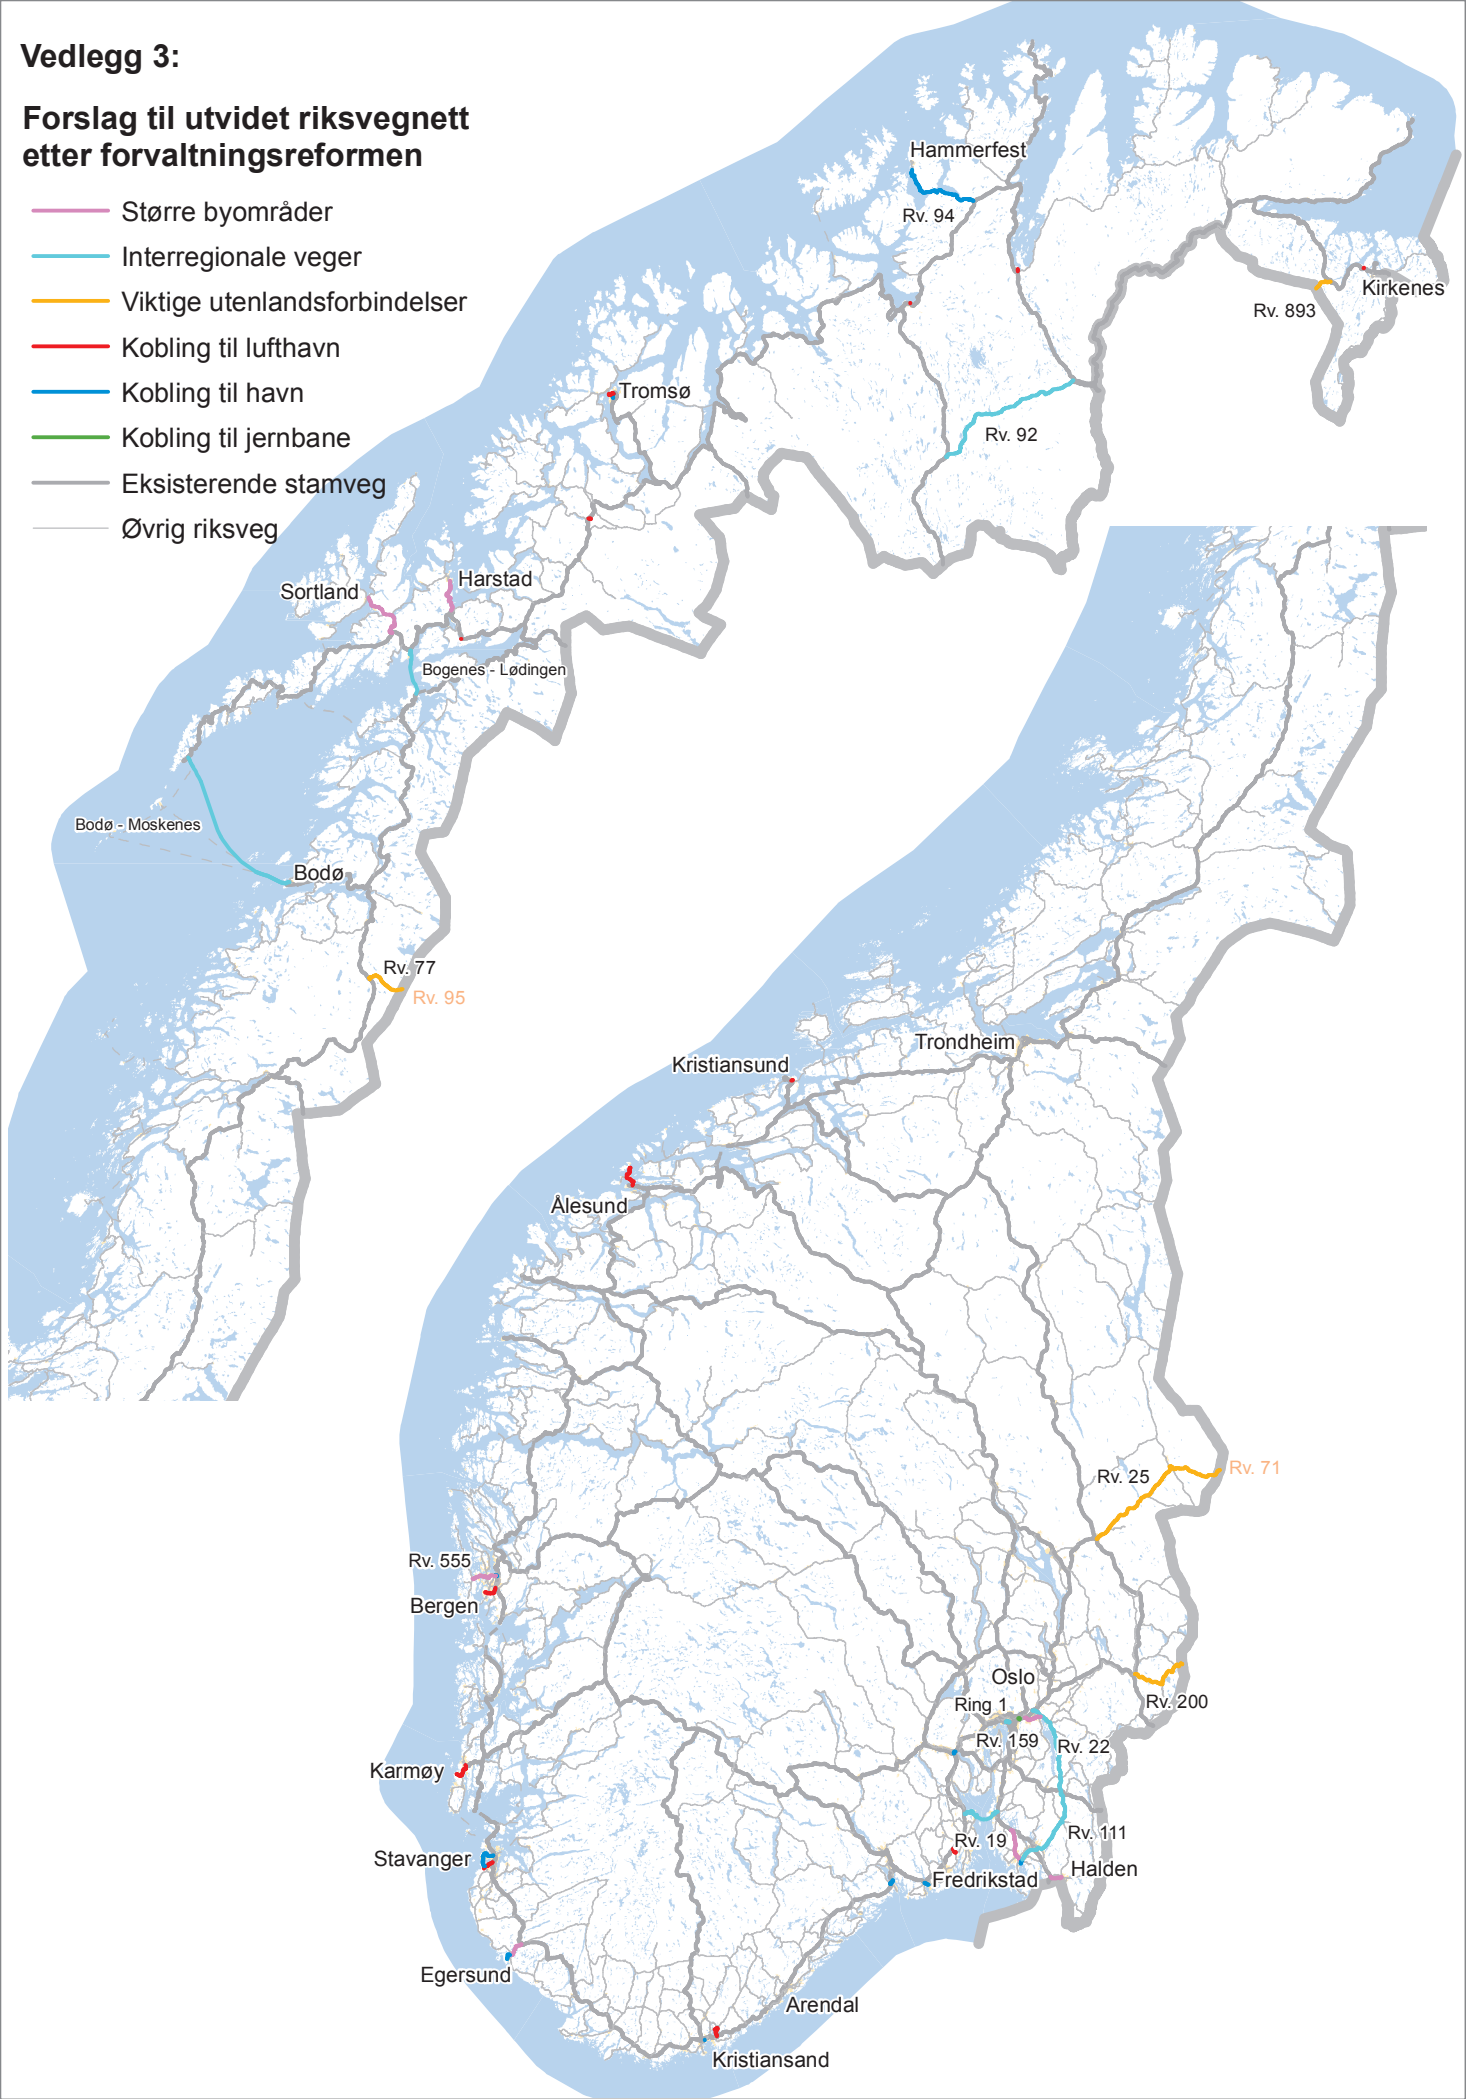 Vedlegg 3:
Forslag til utvidet riksvegnett
etter forvaltningsreformen
Større byområder
Interregionale veger
Viktige utenlandsforbindelser
Kobling til lufthavn
Kobling til havn
Kobling til jernbane
Eksisterende stamveg
Øvrig riksveg
Hammerfest
Rv. 94
Kirkenes
Rv. 893
Tromsø
Rv. 92
Harstad
Sortland
Bogenes - Lødingen
Bodø - Moskenes
Bodø
Rv. 77
Rv. 95
Trondheim
Kristiansund
Ålesund
Rv. 25
Rv. 71
Rv. 555
Bergen
Oslo
Ring 1
Rv. 200
Rv. 159
Rv. 22
Karmøy
Rv. 111
Rv. 19
Stavanger
Halden
Fredrikstad
Egersund
Arendal
Kristiansand